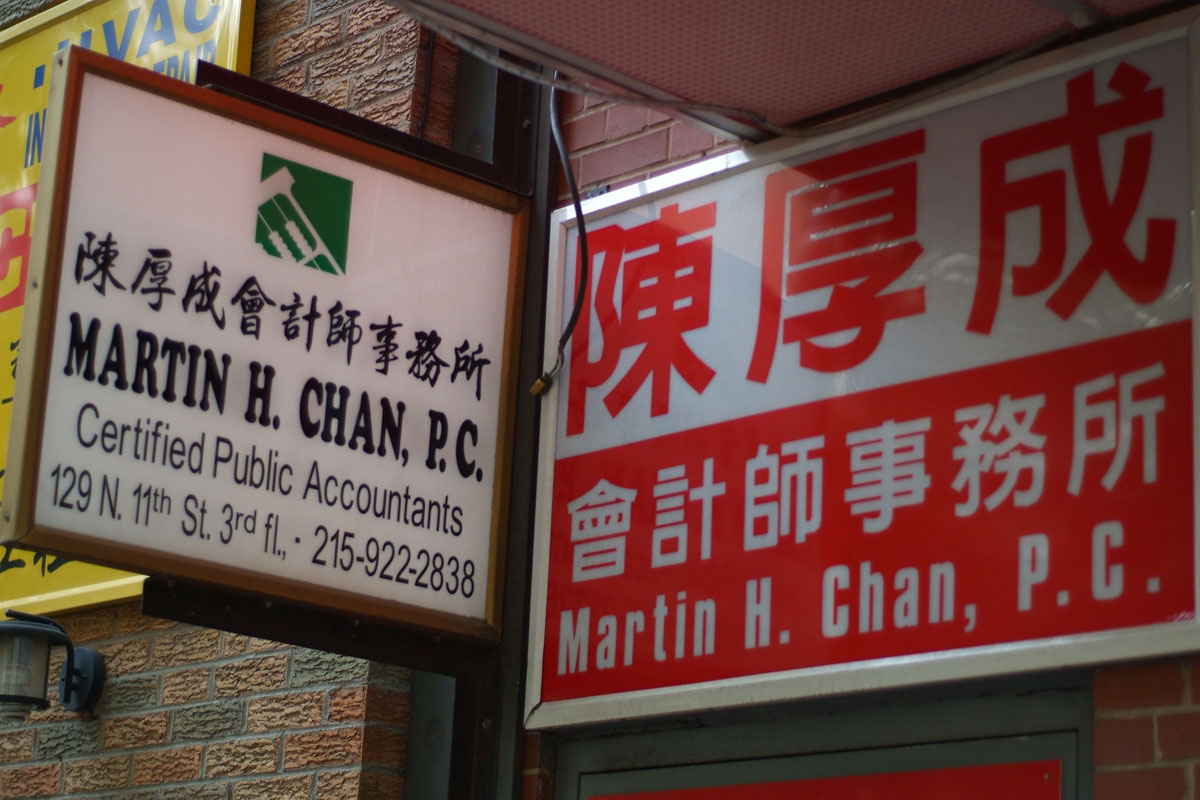 HVAC
陳厚成會計師事務所
MARTIN H. CHAN, P.C.
Certified Public Accountants
129 N. 11th St. 3rd fl., · 215-922-2838
陳厚成
會計師事務所
Martin H. Chan, P.C.